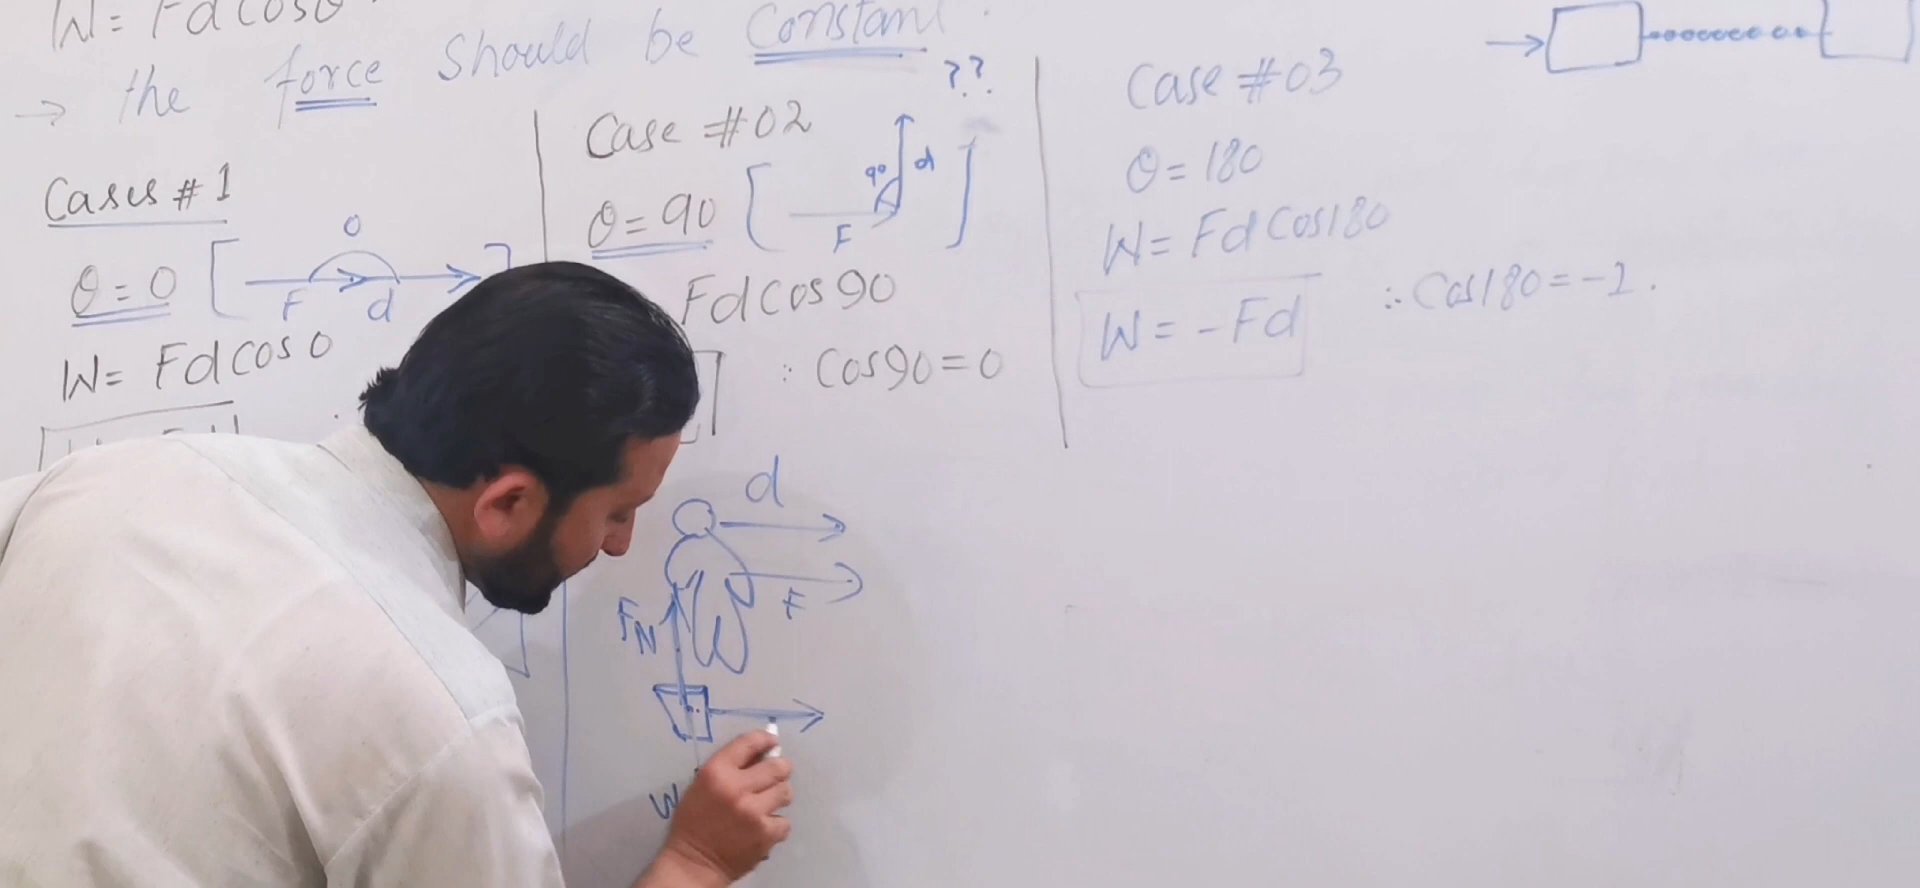 W = Fd cosθ
→ the force should be constant.
Cases # 1
θ = 0 [ 0 F d ]
W = Fd cos 0
??
Case # 02
θ = 90 [ 90 d F ]
Fd cos 90
: Cos90 = 0
d
F
FN
W
Case # 03
θ = 180
W = Fd Cos180
W = - Fd ∴ Cos180 = -1.